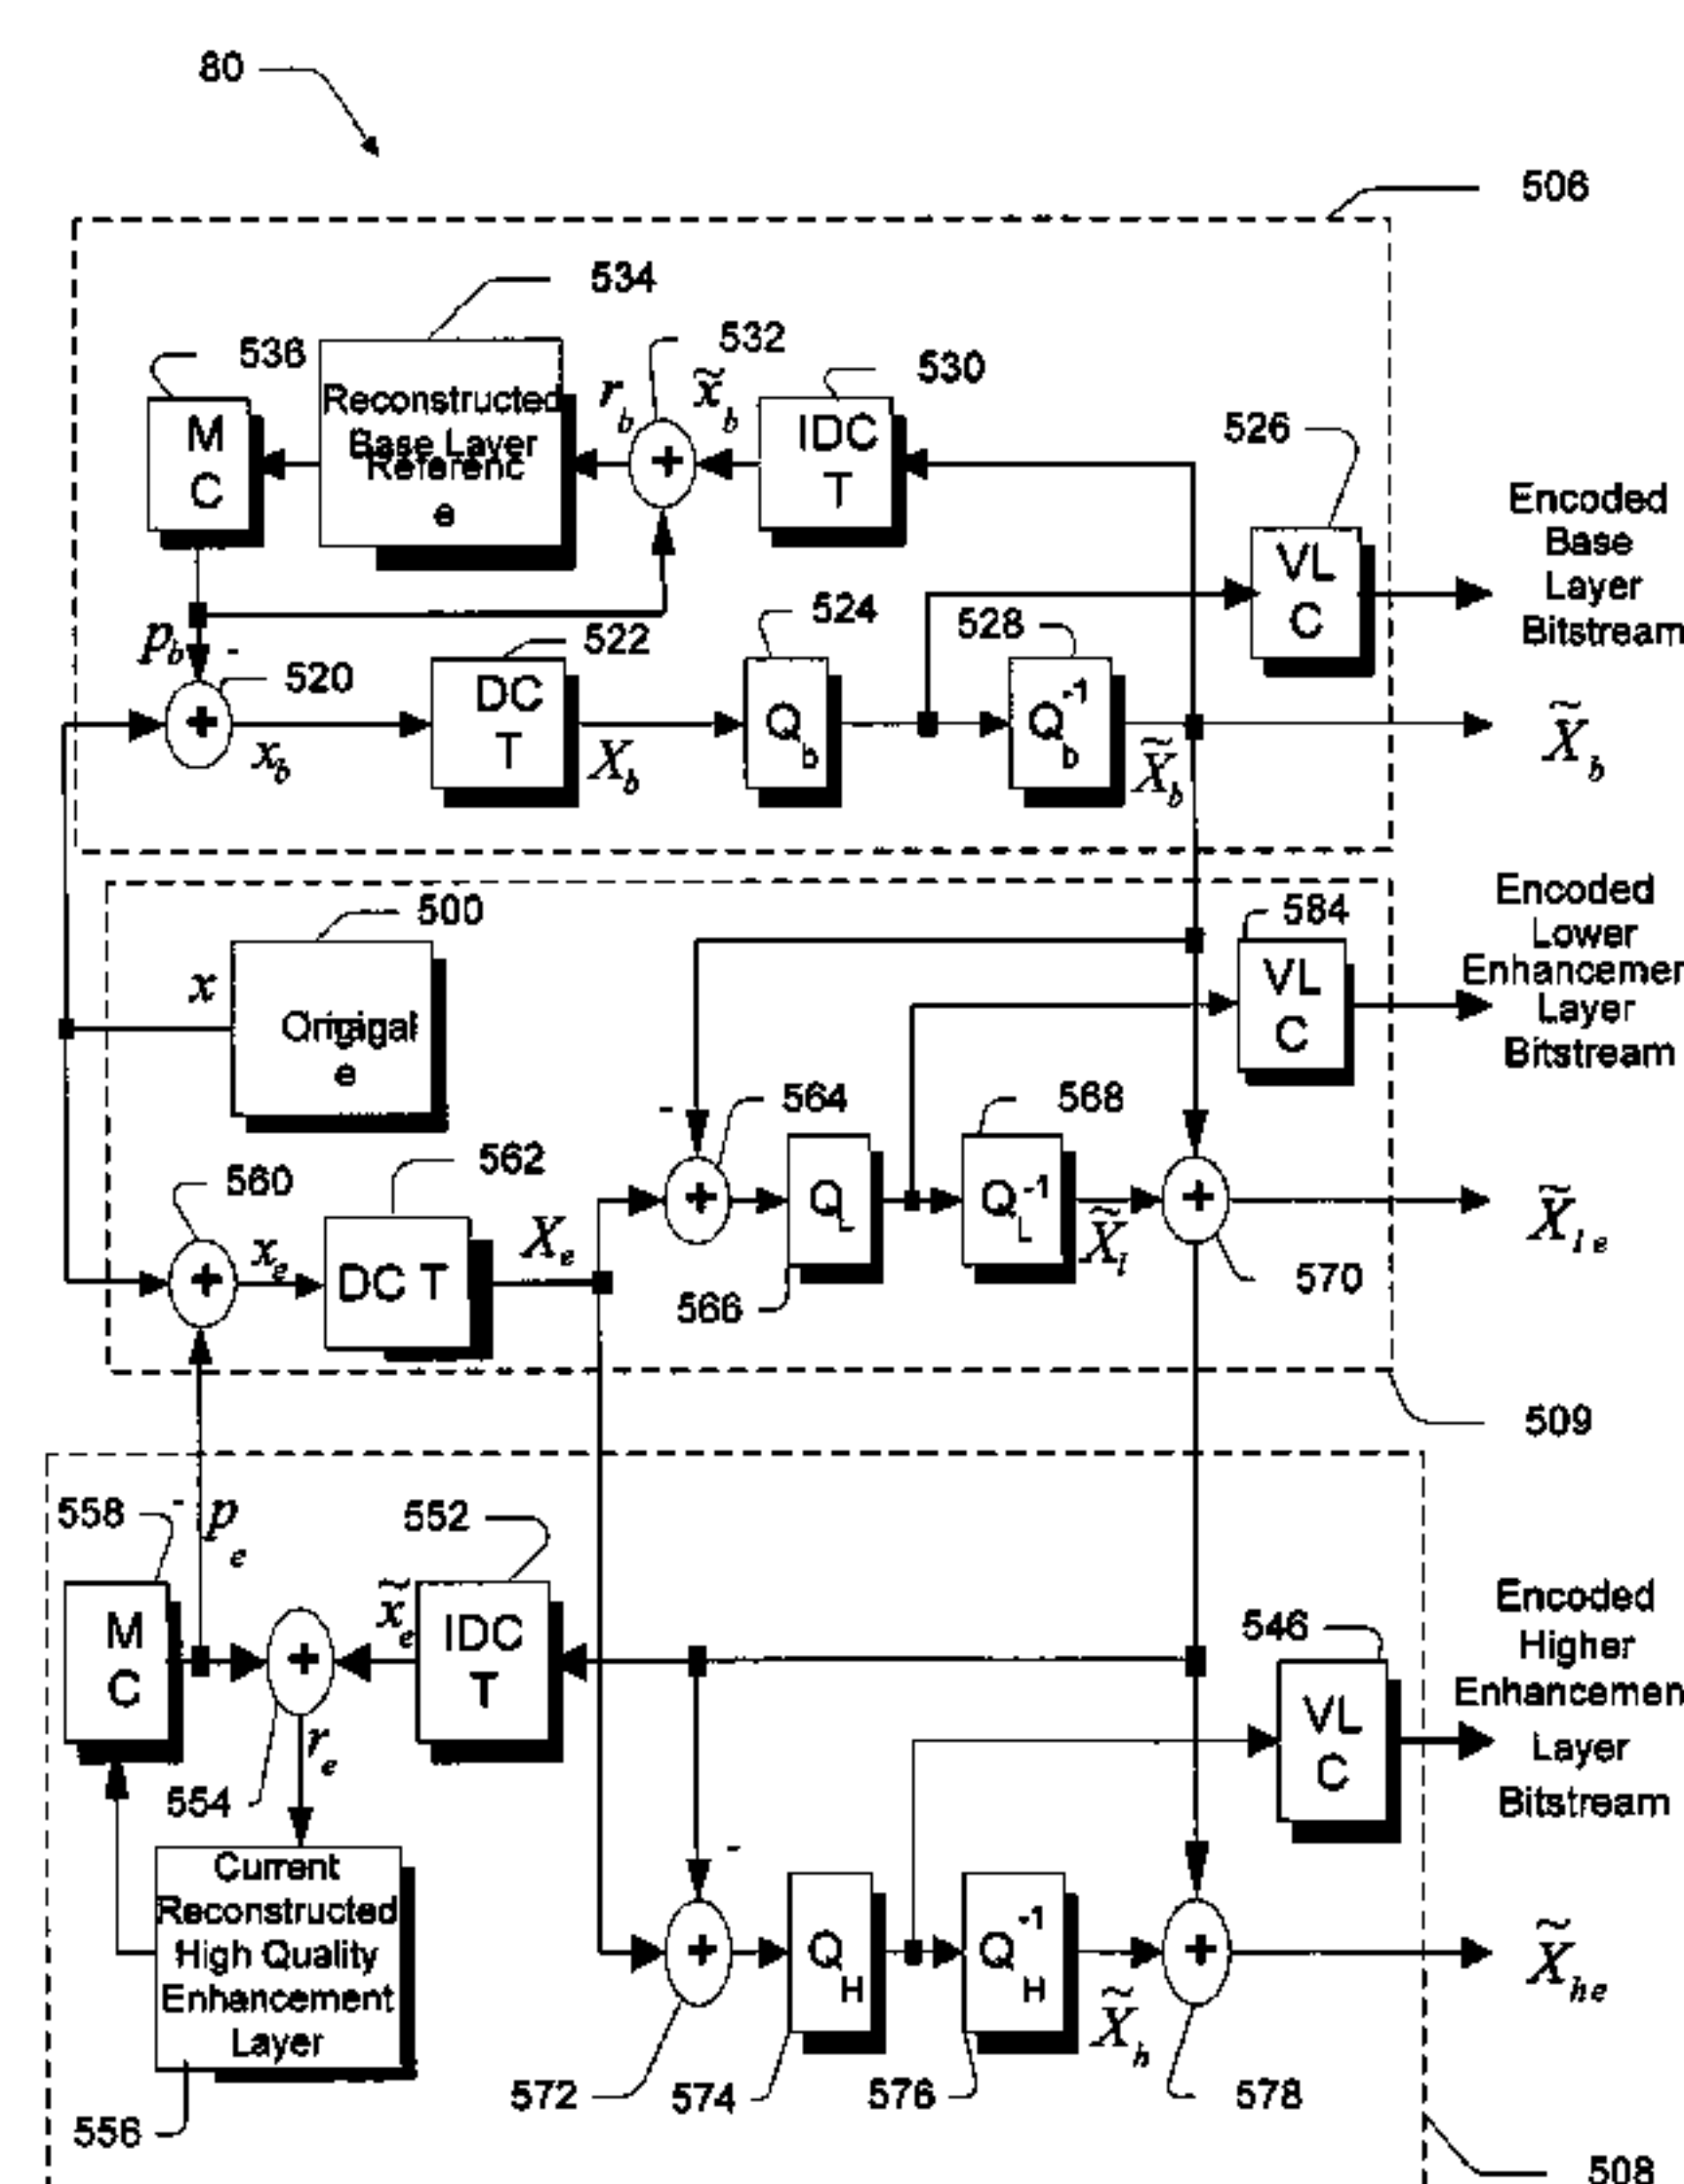 80
506
534
536
532
530
526
r_b
x̃_b
M
C
Reconstructed
Base Layer
Referenc
e
+
IDC
T
VL
C
Encoded
Base
Layer
Bitstream
p_b
-
520
522
524
528
+
x_b
DC
T
X_b
Q_b
Q_b^-1
X̃_b
X̃_b
500
584
x
e
VL
C
Encoded
Lower
Enhancemen
Layer
Bitstream
560
562
-
564
568
+
x_e
DC T
X_e
+
Q_L
Q_L^-1
X̃_l
+
X̃_le
566
570
509
558
-
p_e
552
546
M
C
+
x̃_e
IDC
T
VL
C
Encoded
Higher
Enhancemen
Layer
Bitstream
554
r_e
-
Current
Reconstructed
High Quality
Enhancement
Layer
+
Q_H
Q_H^-1
X̃_h
+
X̃_he
556
572
574
576
578
508